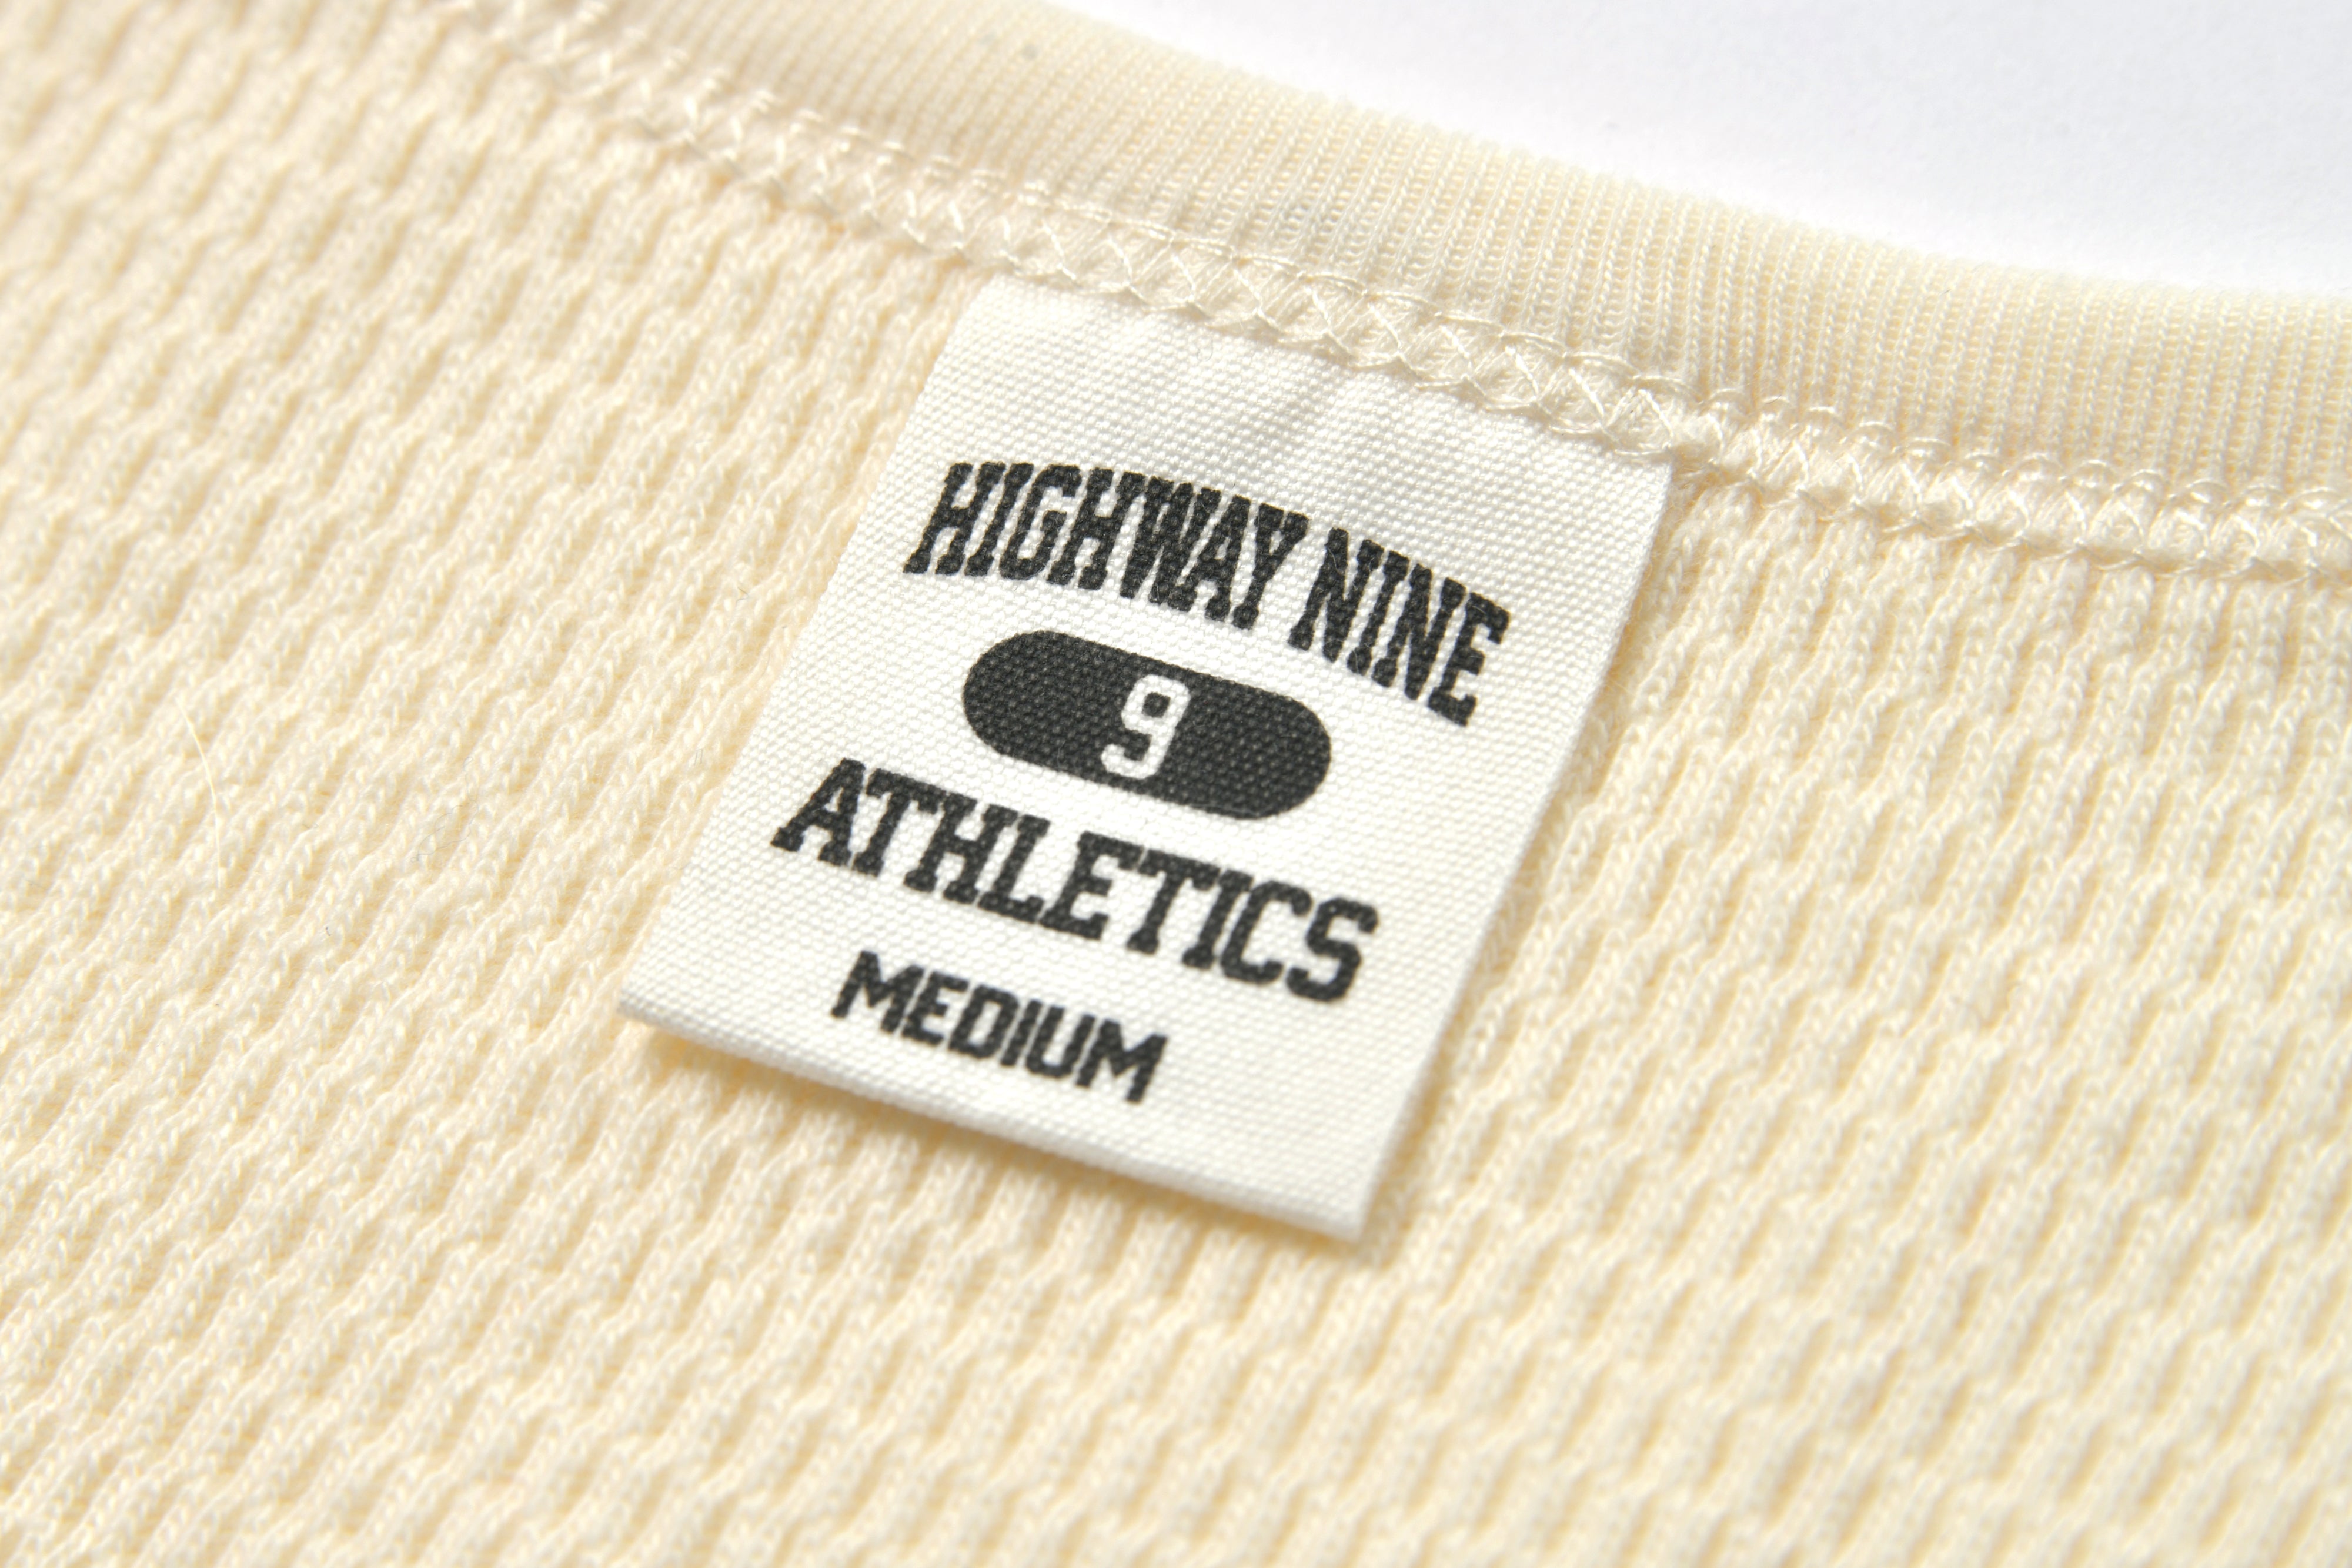 HIGHWAY NINE
9
ATHLETICS
MEDIUM